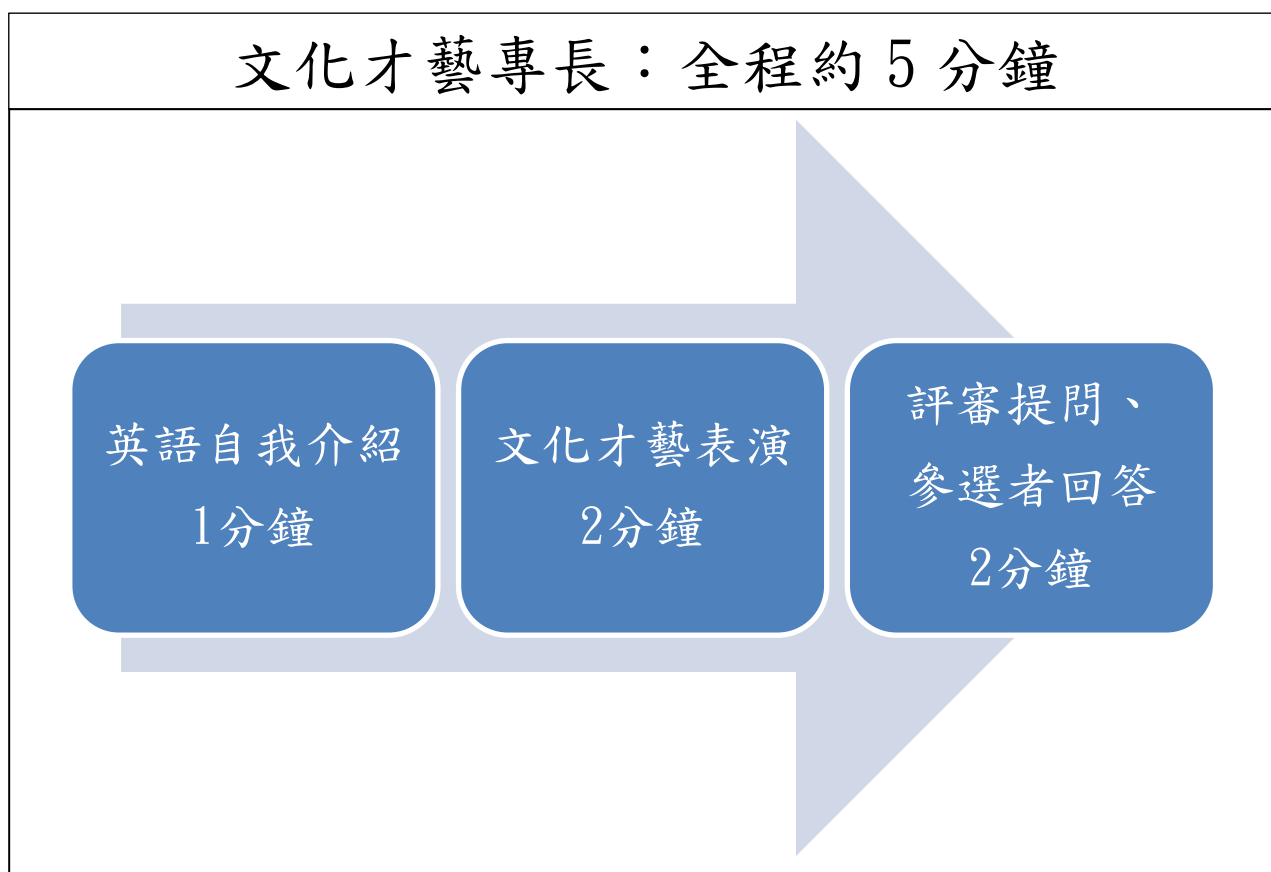 文化才藝專長：全程約 5 分鐘
英語自我介紹
1分鐘
文化才藝表演
2分鐘
評審提問、
參選者回答
2分鐘